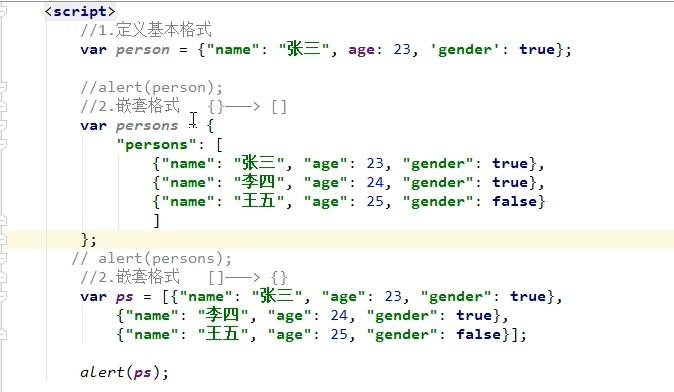 <script>
//1.定义基本格式
var person = {"name": "张三", age: 23, 'gender': true};
//alert(person);
//2.嵌套格式   {}———> []
var persons = {
"persons": [
{"name": "张三", "age": 23, "gender": true},
{"name": "李四", "age": 24, "gender": true},
{"name": "王五", "age": 25, "gender": false}
]
};
// alert(persons);
//2.嵌套格式   []———> {}
var ps = [{"name": "张三", "age": 23, "gender": true},
{"name": "李四", "age": 24, "gender": true},
{"name": "王五", "age": 25, "gender": false}];
alert(ps);